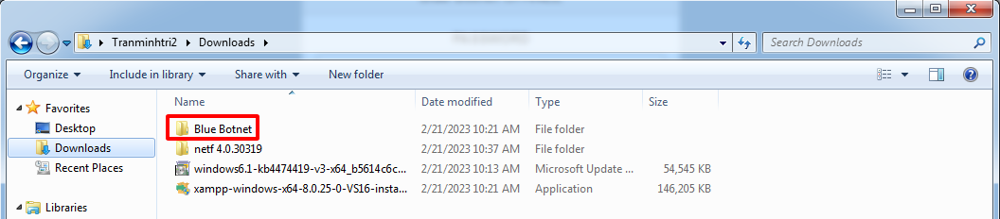 Tranminhtri2 Downloads
Search Downloads
Organize Include in library Share with New folder
Name Date modified Type Size
Favorites
Desktop
Downloads
Recent Places
Libraries
Blue Botnet 2/21/2023 10:21 AM File folder
netf 4.0.30319 2/21/2023 10:37 AM File folder
windows6.1-kb4474419-v3-x64_b5614c6c... 2/21/2023 10:13 AM Microsoft Update ... 54,545 KB
xampp-windows-x64-8.0.25-0-VS16-insta... 2/21/2023 10:21 AM Application 146,205 KB